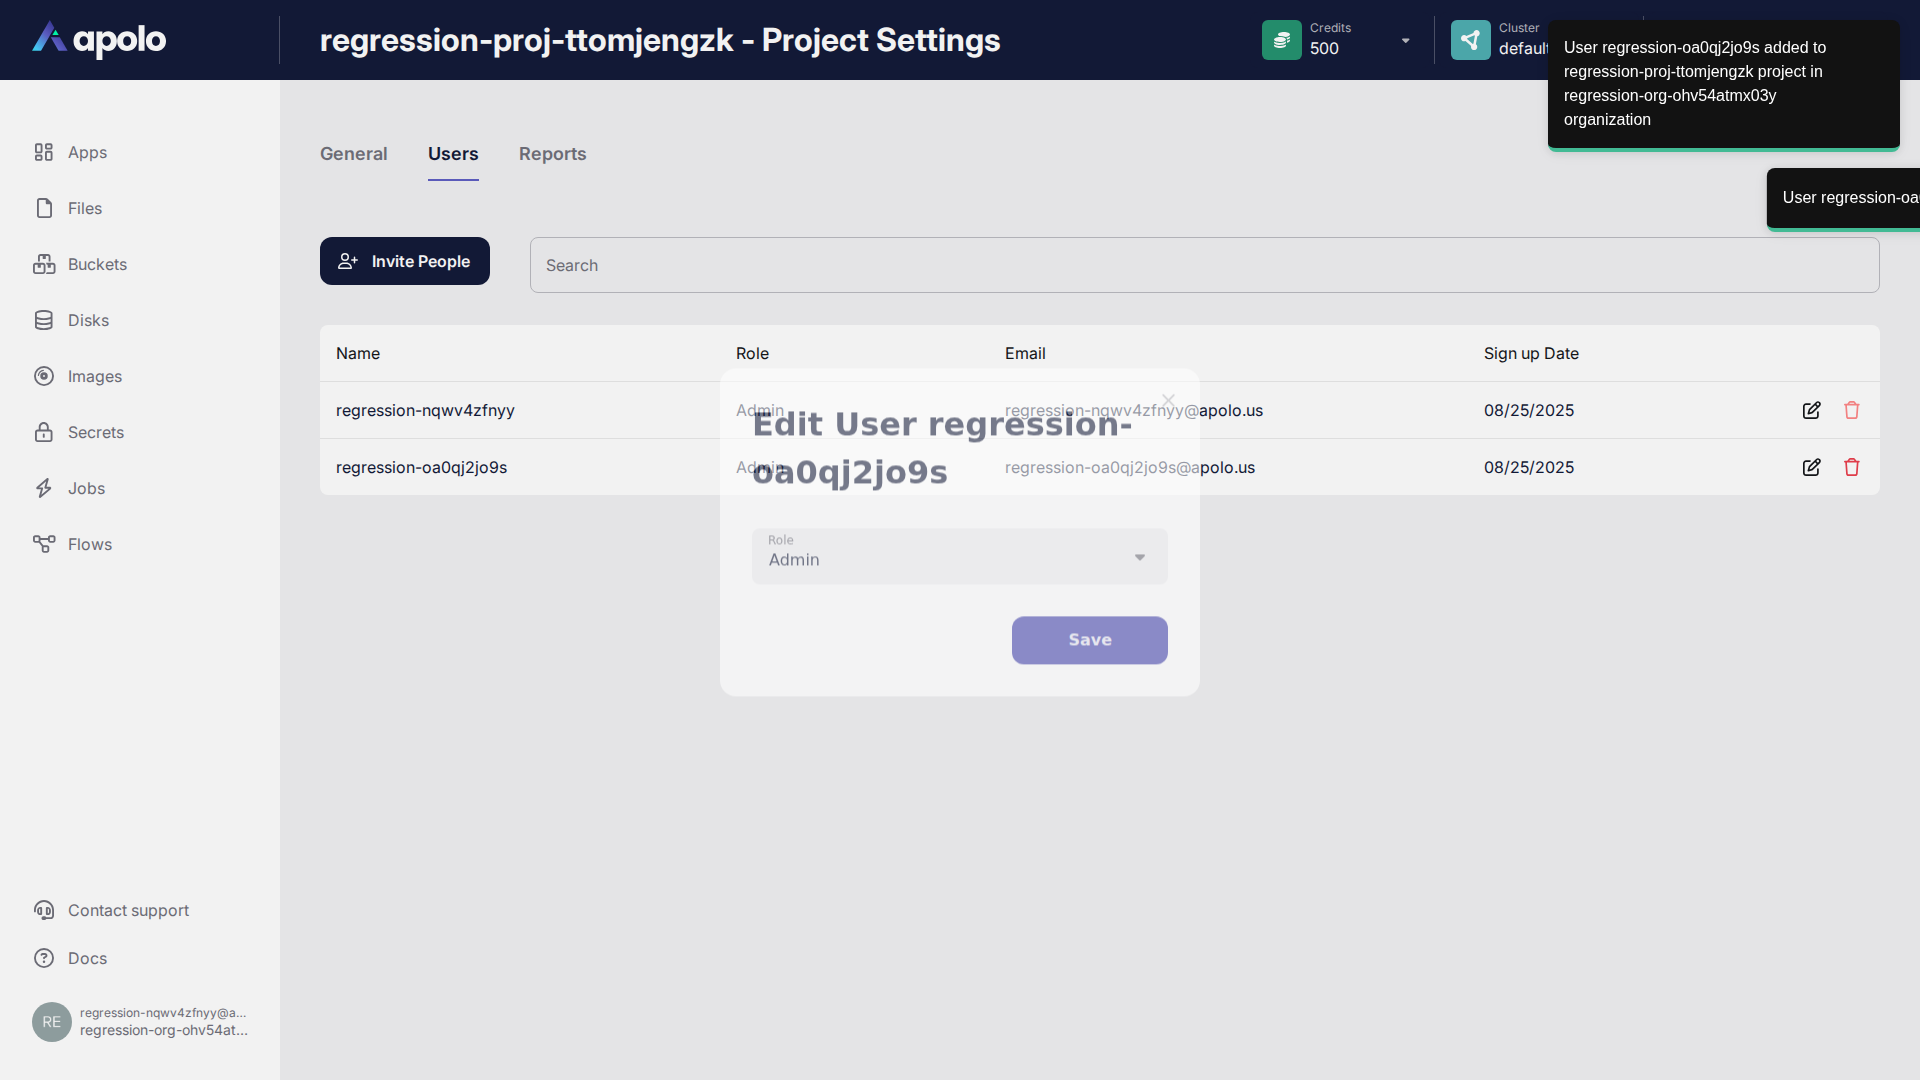 apolo
regression-proj-ttomjengzk - Project Settings
Credits
500
Cluster
default
User regression-oa0qj2jo9s added to
regression-proj-ttomjengzk project in
regression-org-ohv54atmx03y
organization
User regression-oa0
Apps
Files
Buckets
Disks
Images
Secrets
Jobs
Flows
General
Users
Reports
Invite People
Search
Name
Role
Email
Sign up Date
regression-nqwv4zfnyy
Admin
regression-nqwv4zfnyy@apolo.us
08/25/2025
regression-oa0qj2jo9s
Admin
regression-oa0qj2jo9s@apolo.us
08/25/2025
Edit User regression-
oa0qj2jo9s
Role
Admin
Save
Contact support
Docs
RE
regression-nqwv4zfnyy@a...
regression-org-ohv54at...